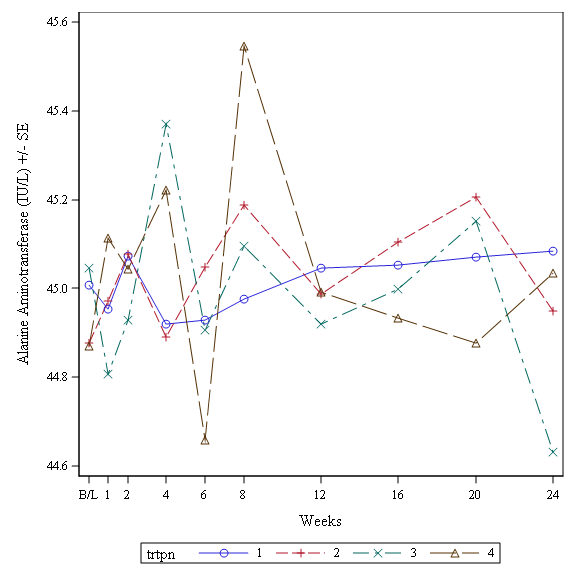 45.6
45.4
45.2
45.0
44.8
44.6
Alanine Aminotransferase (IU/L) +/- SE
B/L 1 2 4 6 8 12 16 20 24
Weeks
trtpn 1 2 3 4